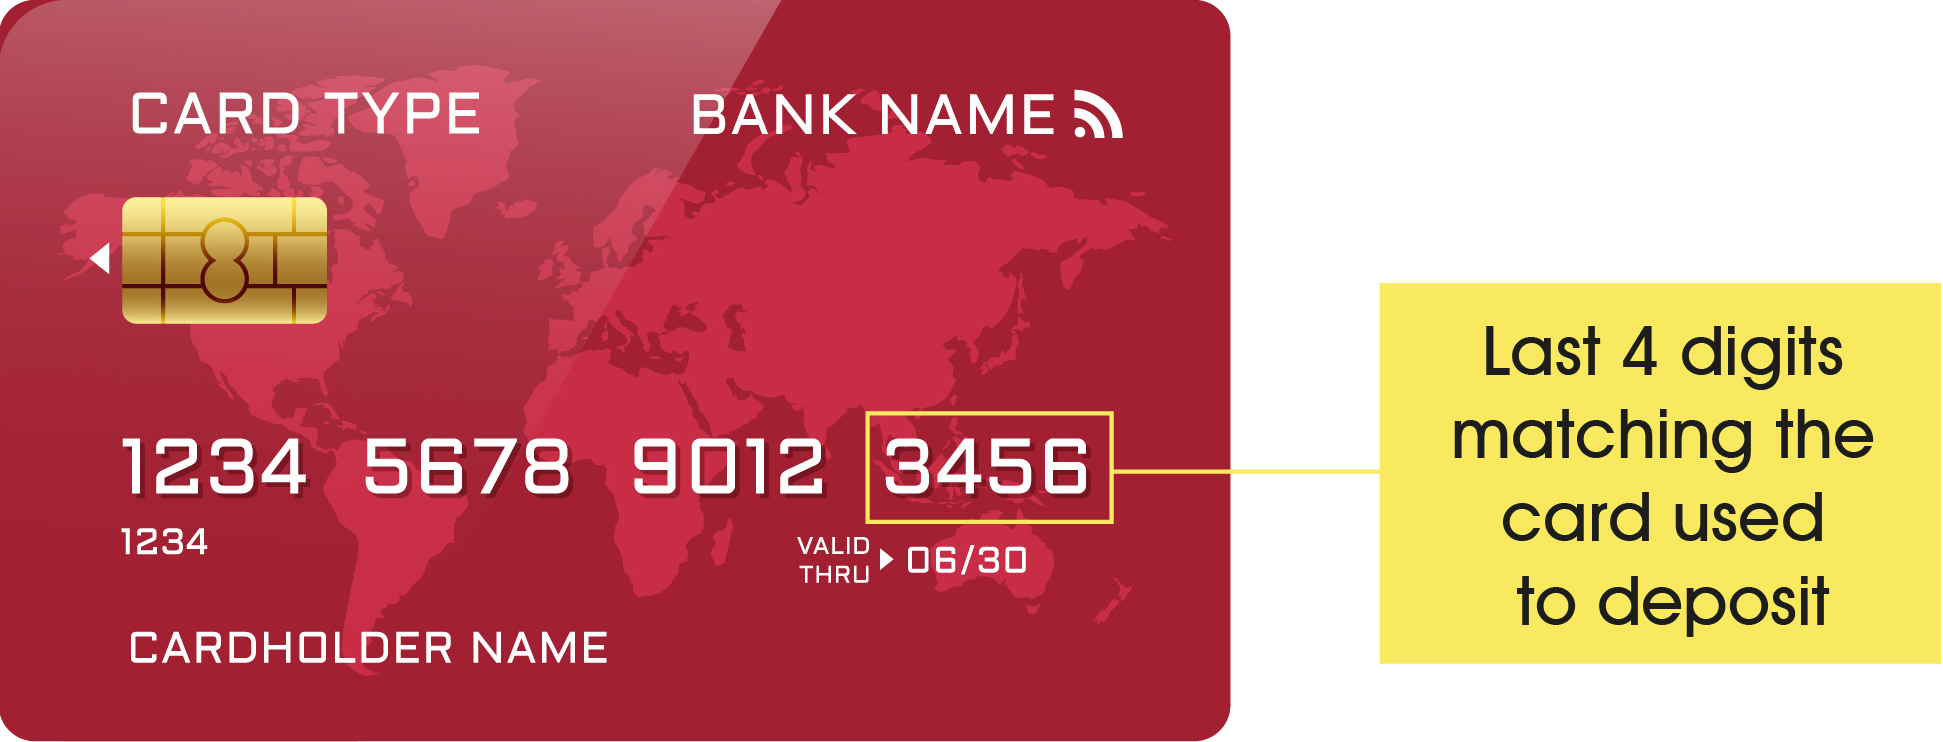 CARD TYPE BANK NAME
1234 5678 9012 3456
1234
VALID
THRU 06/30
CARDHOLDER NAME
Last 4 digits
matching the
card used
to deposit